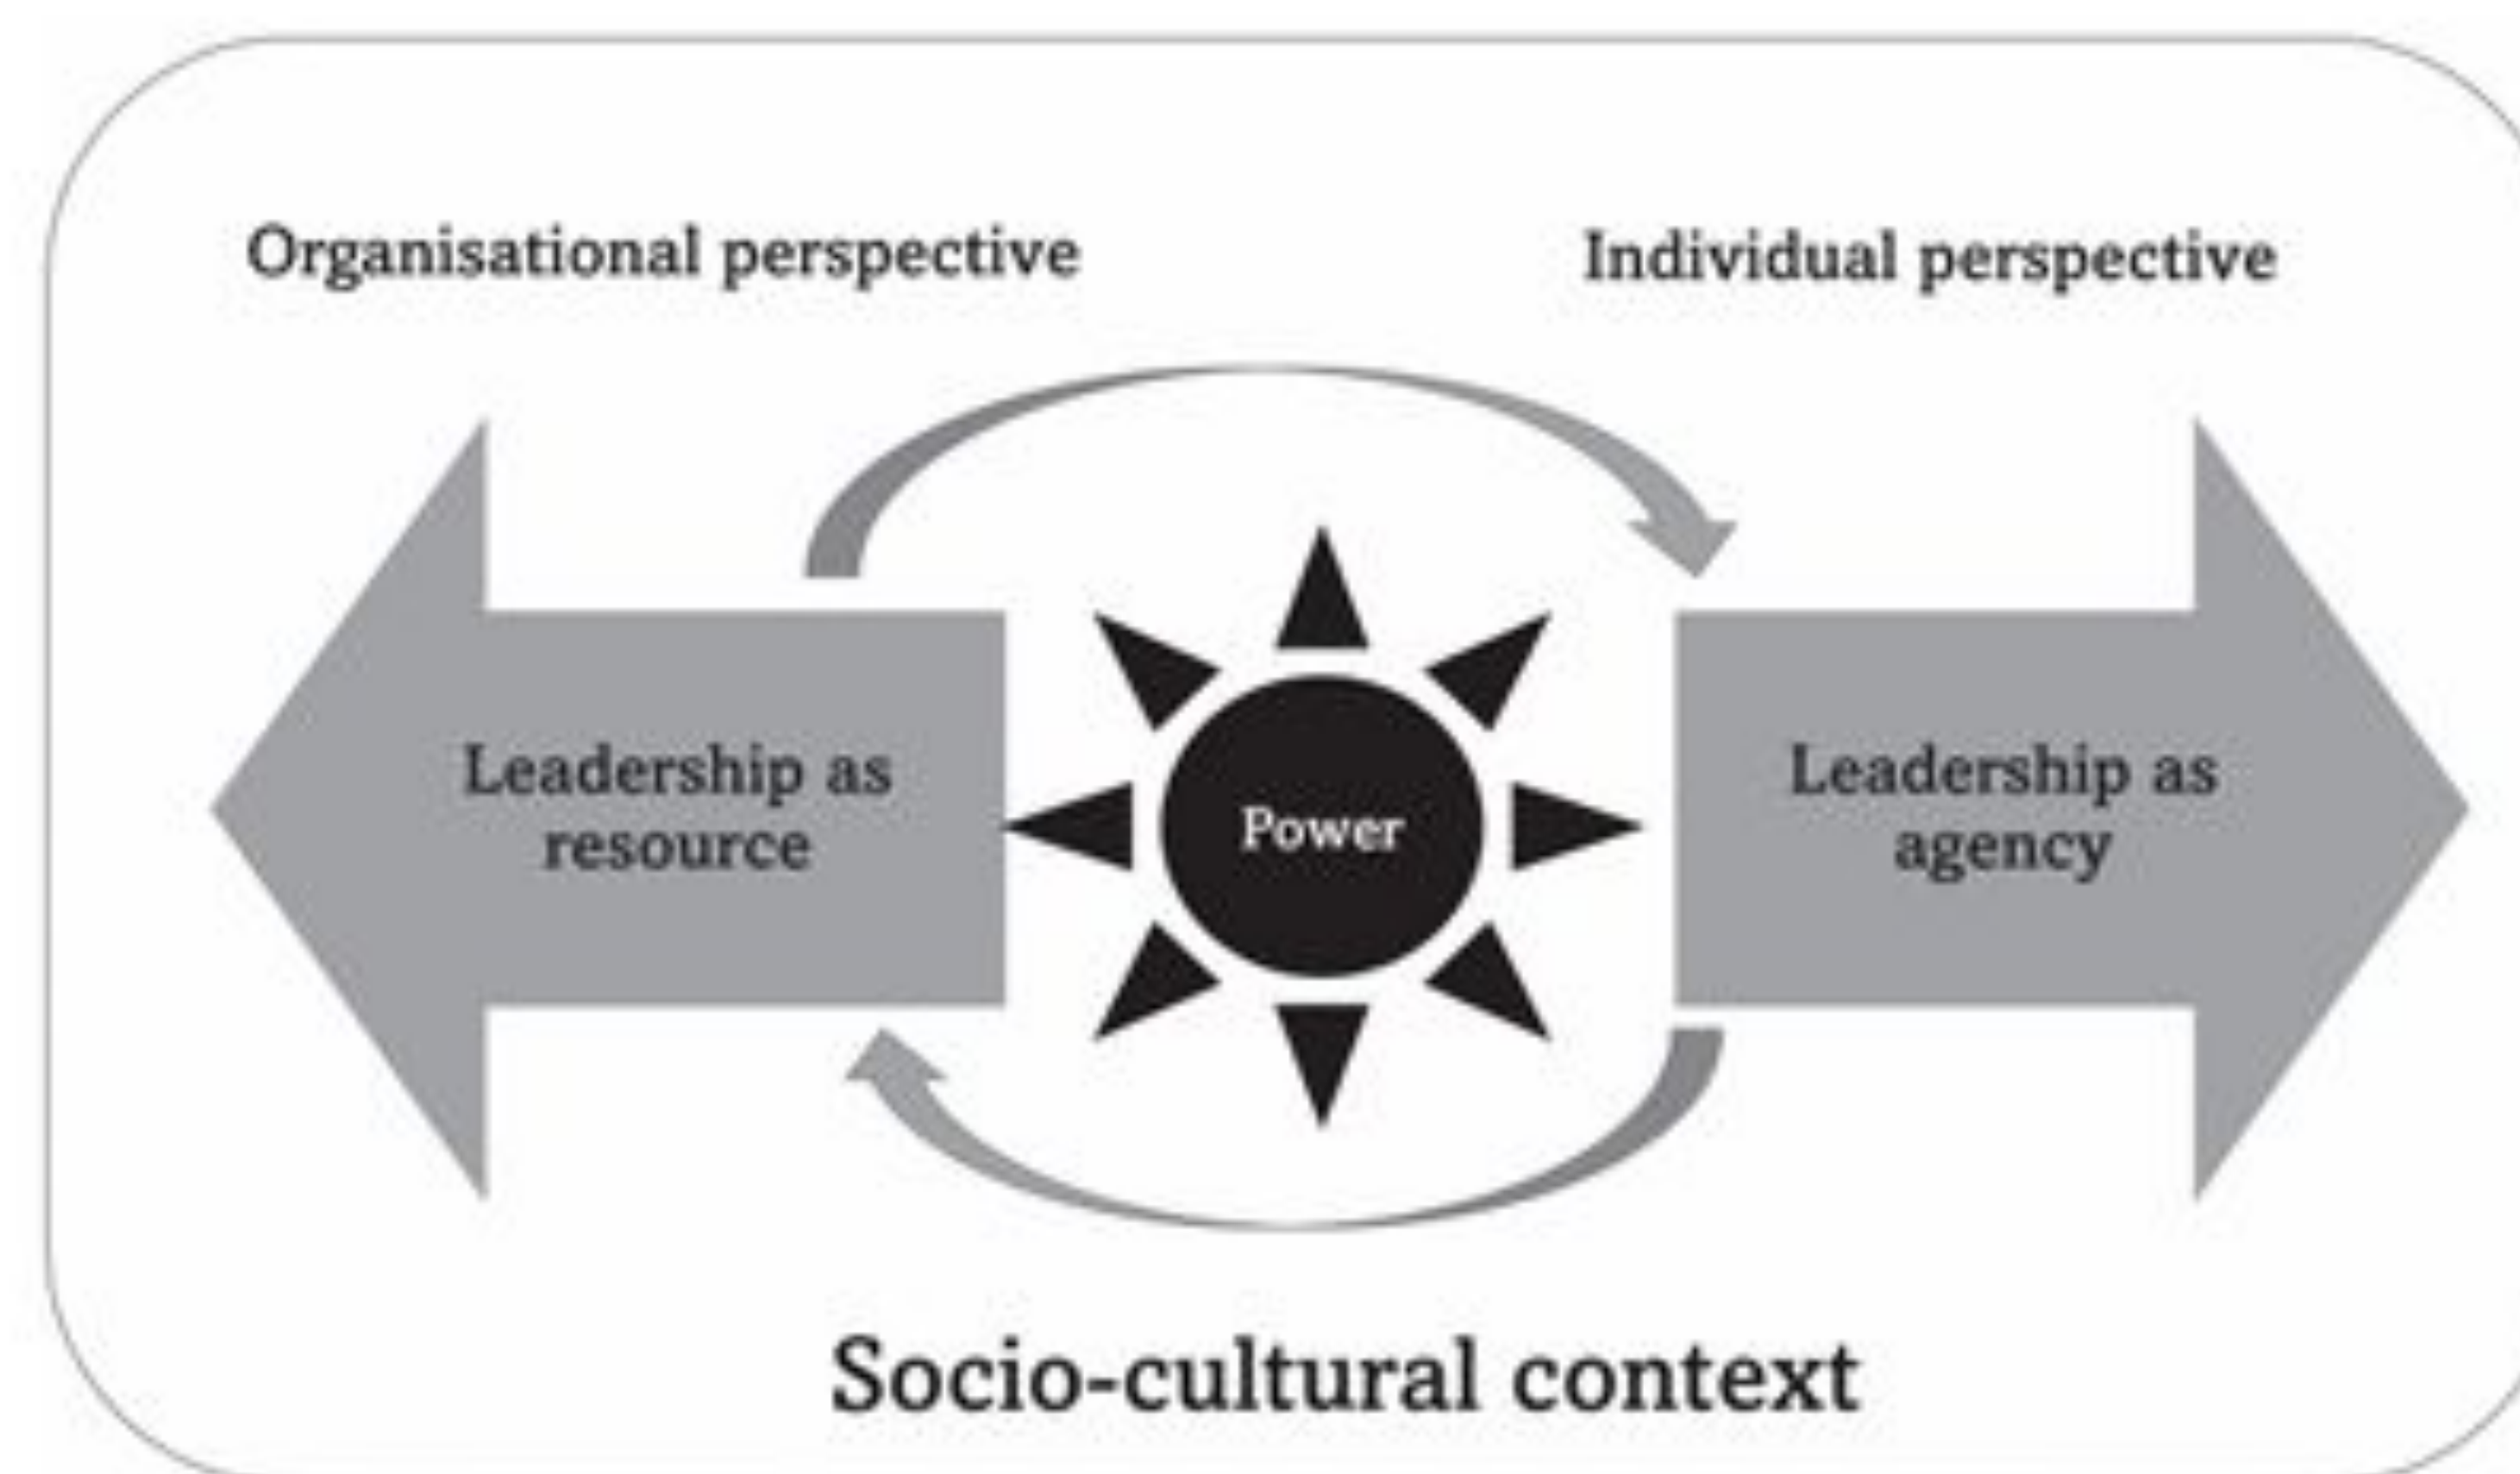 Organisational perspective
Individual perspective
Leadership as
resource
Power
Leadership as
agency
Socio-cultural context